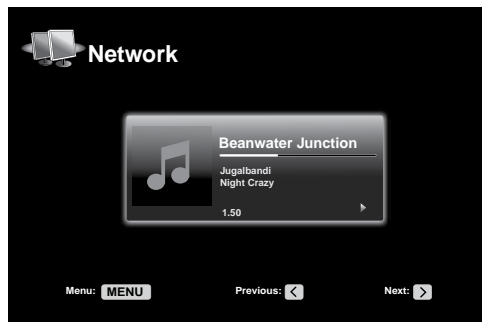 Network
Beanwater Junction
Jugalbandi
Night Crazy
1.50
Menu: MENU Previous: < Next: >